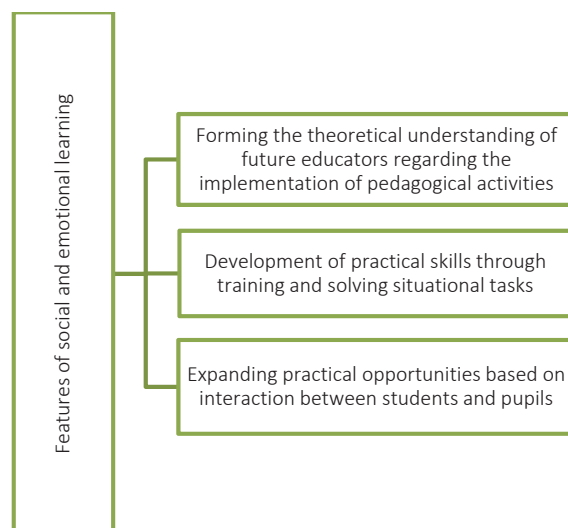 Features of social and emotional learning
Forming the theoretical understanding of
future educators regarding the
implementation of pedagogical activities
Development of practical skills through
training and solving situational tasks
Expanding practical opportunities based on
interaction between students and pupils